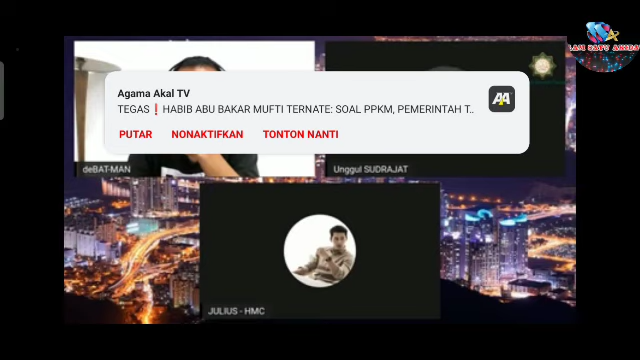 Agama Akal TV
TEGAS❗HABIB ABU BAKAR MUFTI TERNATE: SOAL PPKM, PEMERINTAH T..
PUTAR NONAKTIFKAN TONTON NANTI
deBAT-MAN
Unggul SUDRAJAT
JULIUS - HMC